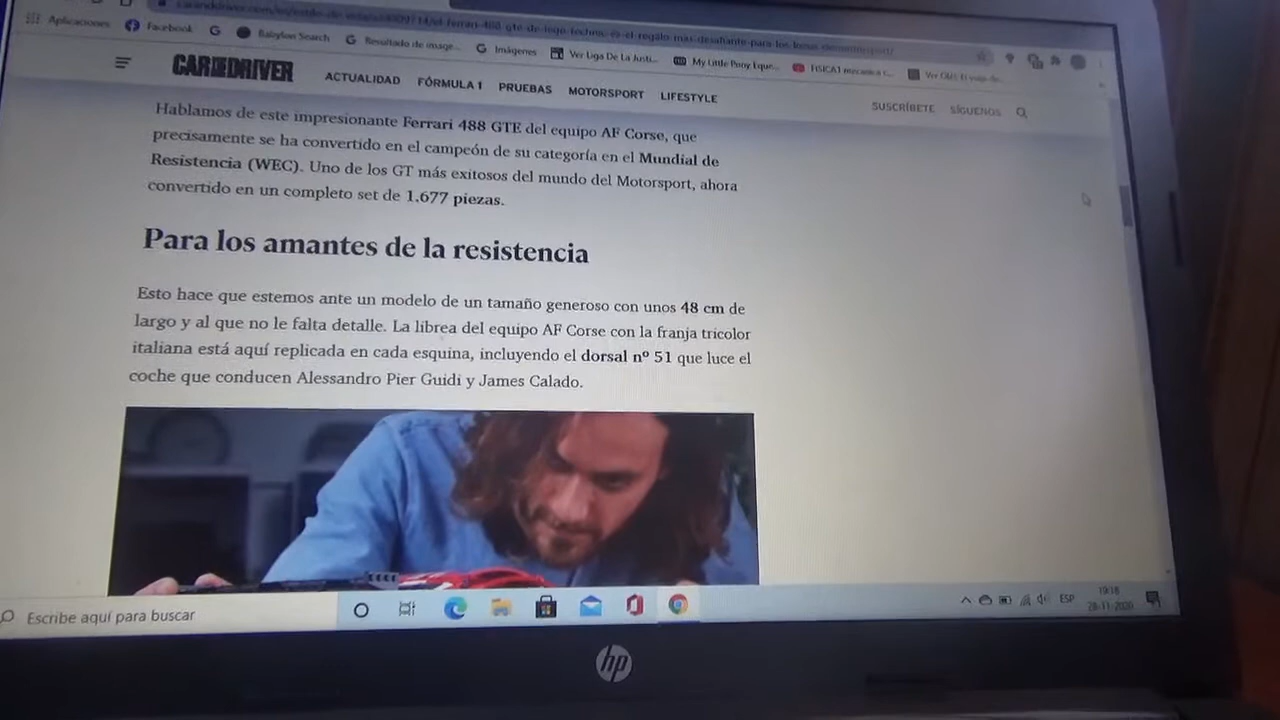 Aplicaciones
Facebook
G
Babylon Search
Resultado de image...
Imágenes
Ver Liga De La Justi...
My Little Pony Eque...
CAR AND DRIVER
ACTUALIDAD FÓRMULA 1 PRUEBAS MOTORSPORT LIFESTYLE
SUSCRÍBETE SÍGUENOS
Hablamos de este impresionante Ferrari 488 GTE del equipo AF Corse, que
precisamente se ha convertido en el campeón de su categoría en el Mundial de
Resistencia (WEC). Uno de los GT más exitosos del mundo del Motorsport, ahora
convertido en un completo set de 1.677 piezas.
Para los amantes de la resistencia
Esto hace que estemos ante un modelo de un tamaño generoso con unos 48 cm de
largo y al que no le falta detalle. La librea del equipo AF Corse con la franja tricolor
italiana está aquí replicada en cada esquina, incluyendo el dorsal nº 51 que luce el
coche que conducen Alessandro Pier Guidi y James Calado.
Escribe aquí para buscar
ESP
19:18
28-11-2020
hp